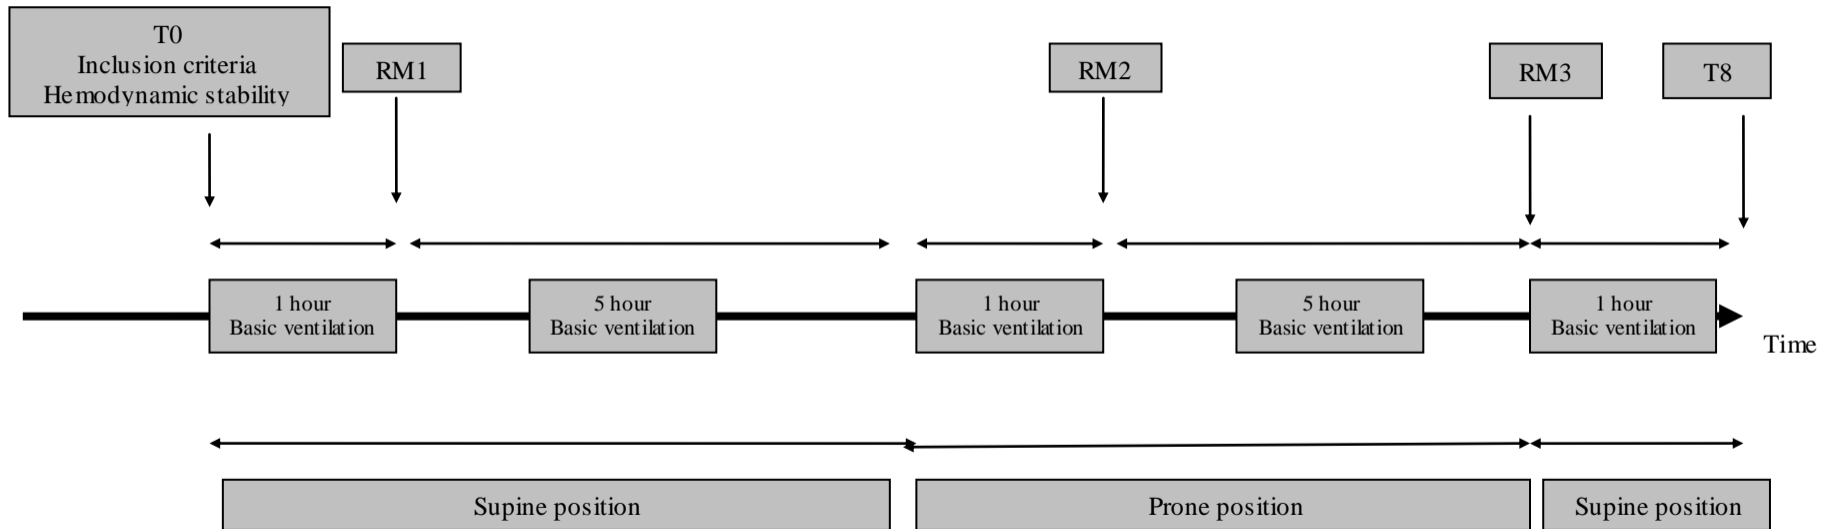 T0
Inclusion criteria
Hemodynamic stability
RM1
RM2
RM3
T8
1 hour
Basic ventilation
5 hour
Basic ventilation
1 hour
Basic ventilation
5 hour
Basic ventilation
1 hour
Basic ventilation
Time
Supine position
Prone position
Supine position